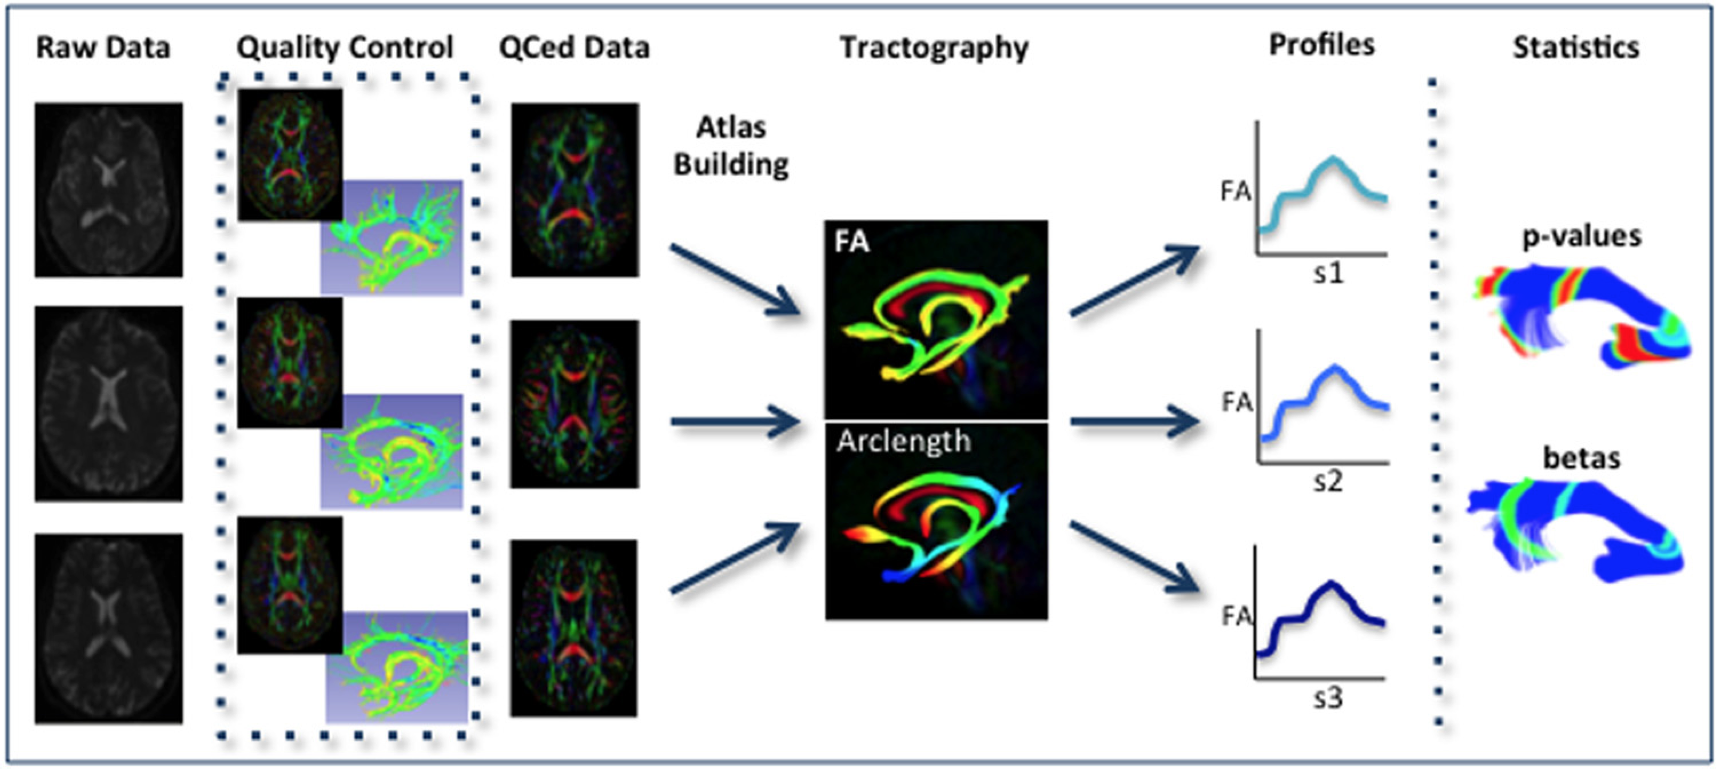 Raw Data
Quality Control
QCed Data
Tractography
Profiles
Statistics
Atlas
Building
FA
Arclength
FA
s1
FA
s2
FA
s3
p-values
betas